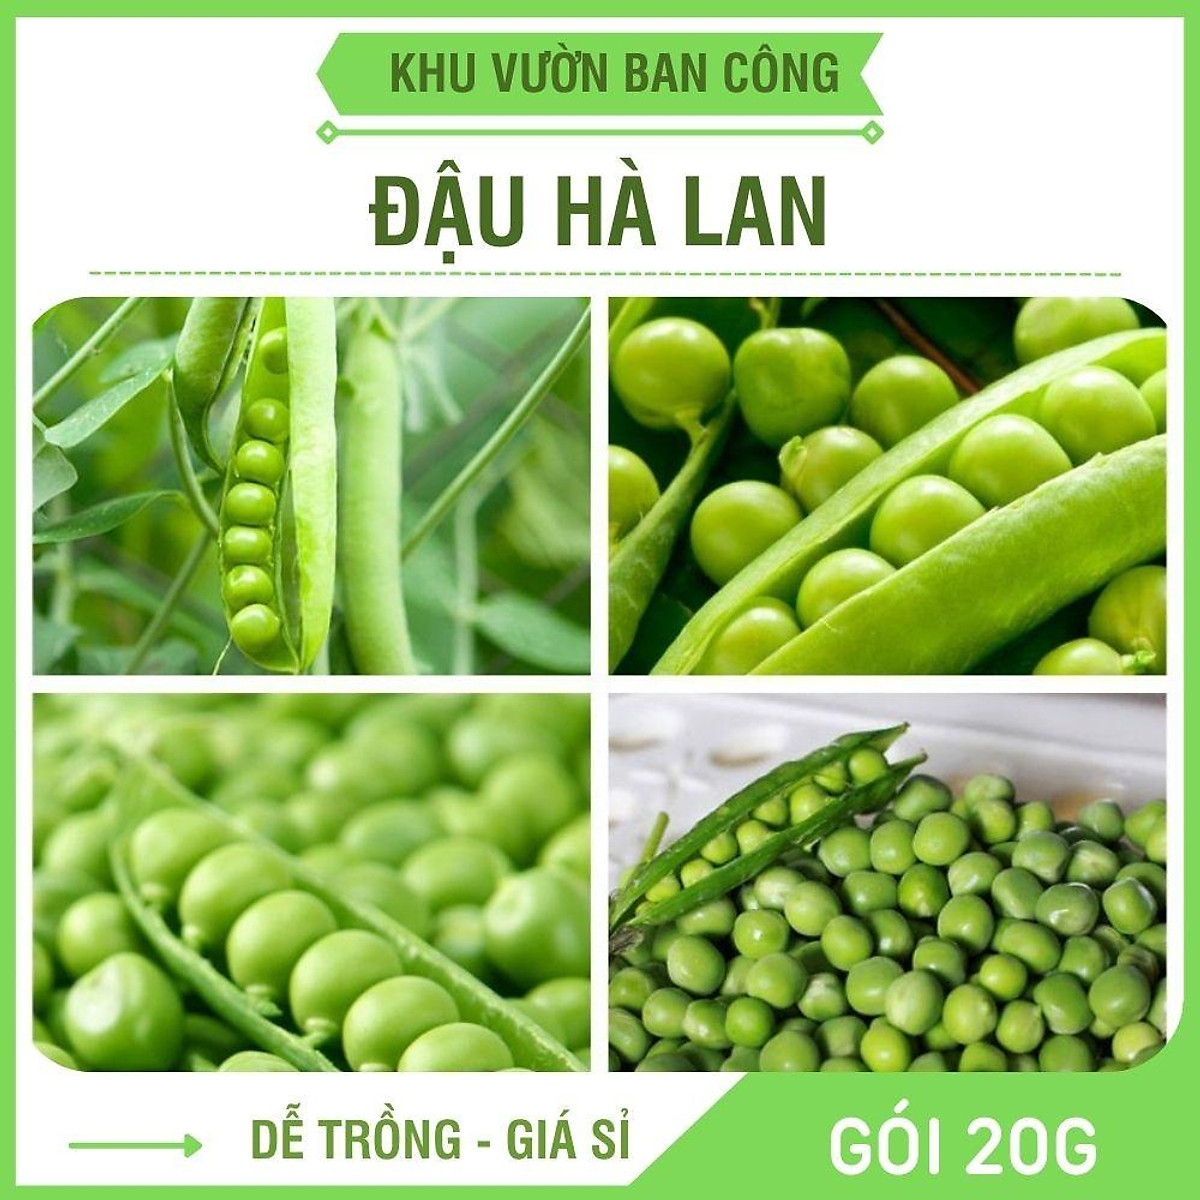 KHU VƯỜN BAN CÔNG
ĐẬU HÀ LAN
DỄ TRỒNG - GIÁ SỈ
GÓI 20G